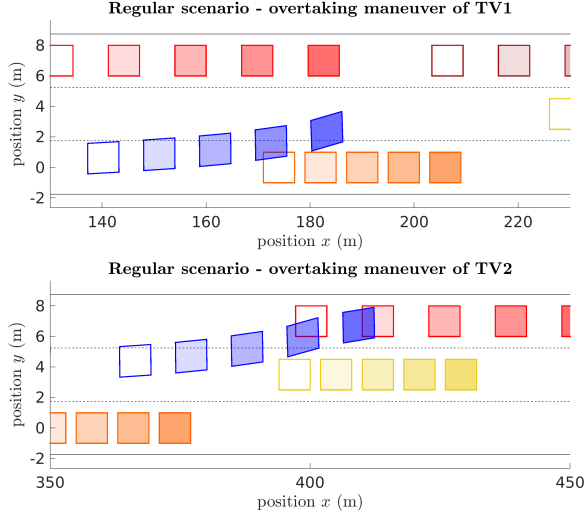 Regular scenario - overtaking maneuver of TV1
8
6
4
2
0
-2
position y (m)
140 160 180 200 220
position x (m)
Regular scenario - overtaking maneuver of TV2
8
6
4
2
0
-2
position y (m)
350 400 450
position x (m)